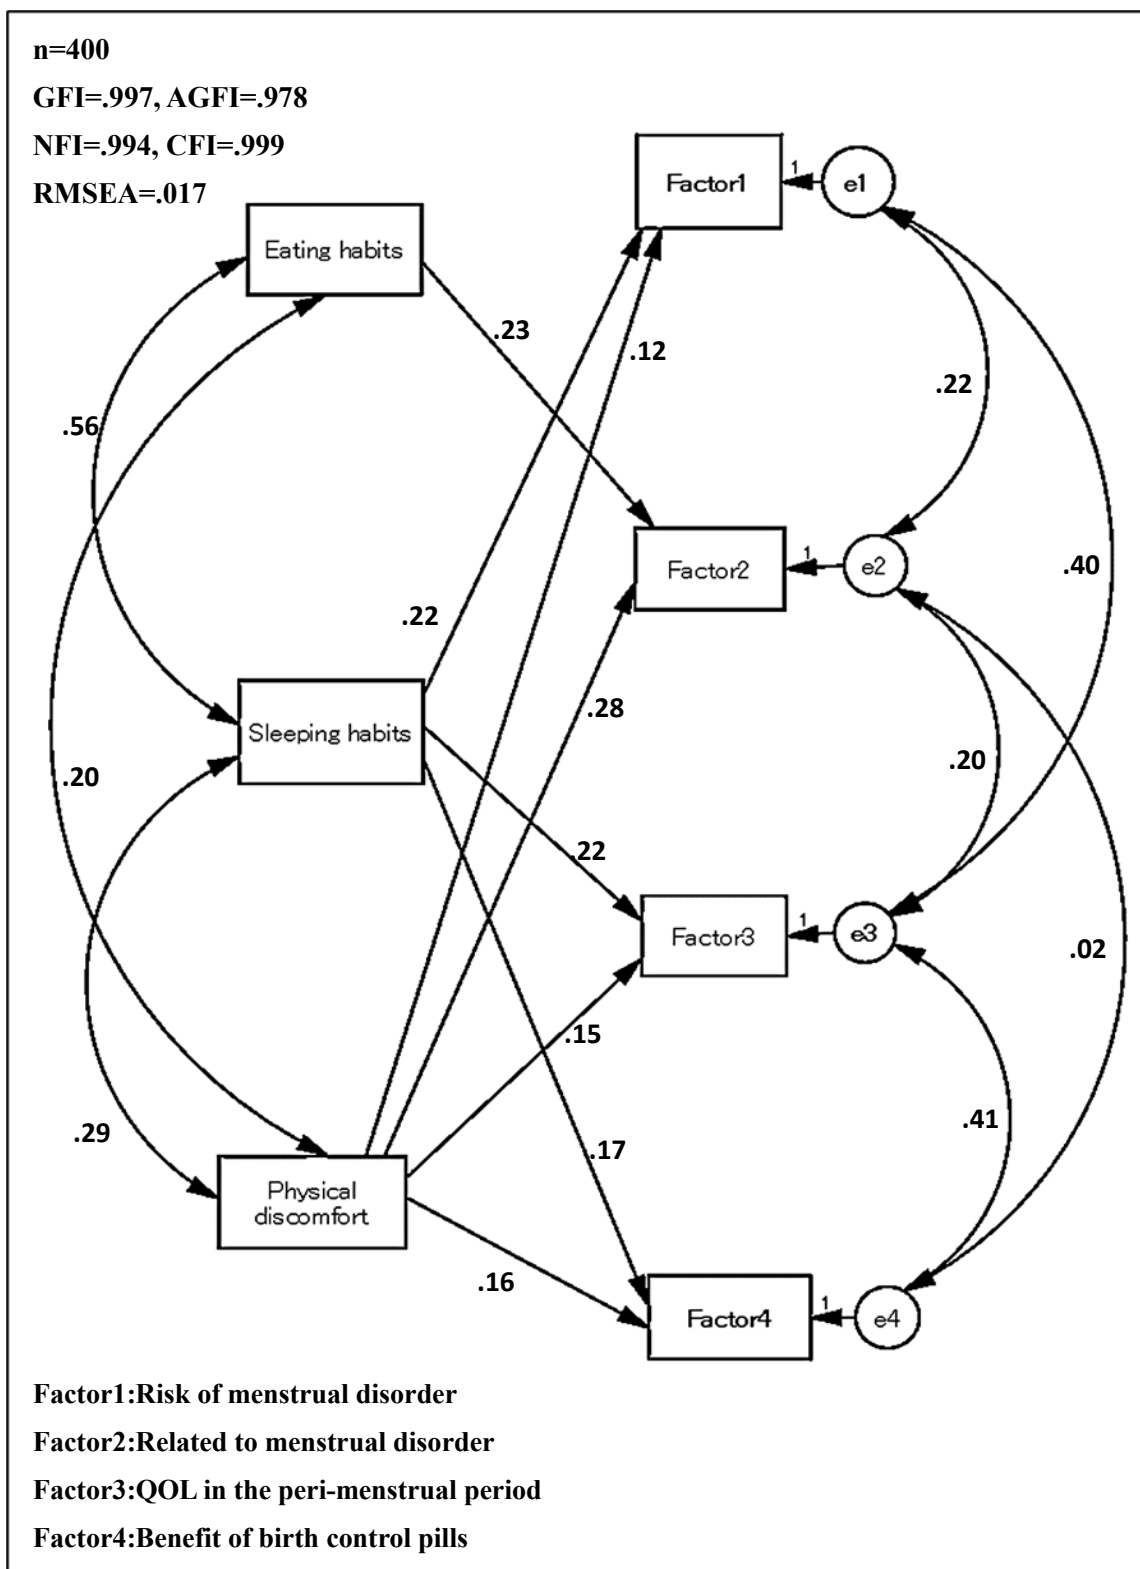 n=400
GFI=.997, AGFI=.978
NFI=.994, CFI=.999
RMSEA=.017
Factor1
1
e1
Eating habits
.23
.12
.22
.56
Factor2
1
e2
.40
.22
.28
Sleeping habits
.20
.20
.22
Factor3
1
e3
.02
.15
.29
.17
.41
Physical
discomfort
.16
Factor4
1
e4
Factor1:Risk of menstrual disorder
Factor2:Related to menstrual disorder
Factor3:QOL in the peri-menstrual period
Factor4:Benefit of birth control pills